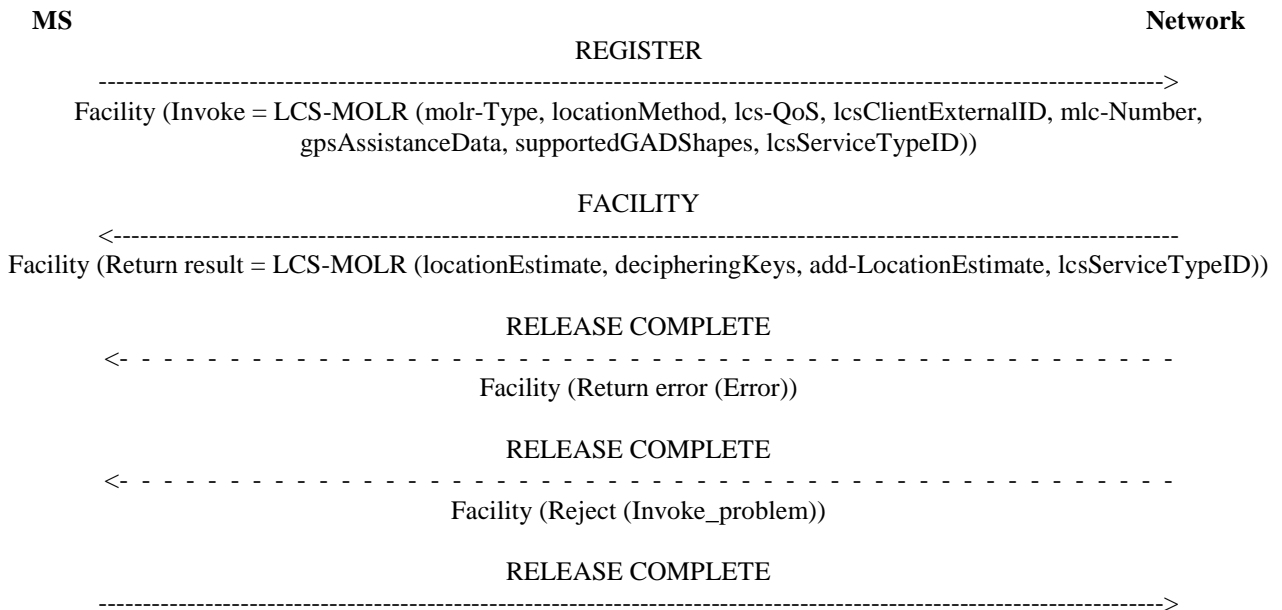 MS Network
REGISTER
------------------------------------------------------------------------------------------------------------------------->
Facility (Invoke = LCS-MOLR (molr-Type, locationMethod, lcs-QoS, lcsClientExternalID, mlc-Number,
gpsAssistanceData, supportedGADShapes, lcsServiceTypeID))
FACILITY
<-------------------------------------------------------------------------------------------------------------------------
Facility (Return result = LCS-MOLR (locationEstimate, decipheringKeys, add-LocationEstimate, lcsServiceTypeID))
RELEASE COMPLETE
<- - - - - - - - - - - - - - - - - - - - - - - - - - - - - - - - - - - - - - - - - - - - - - - - - - - - - - -
Facility (Return error (Error))
RELEASE COMPLETE
<- - - - - - - - - - - - - - - - - - - - - - - - - - - - - - - - - - - - - - - - - - - - - - - - - - - - - - -
Facility (Reject (Invoke_problem))
RELEASE COMPLETE
------------------------------------------------------------------------------------------------------------------------->